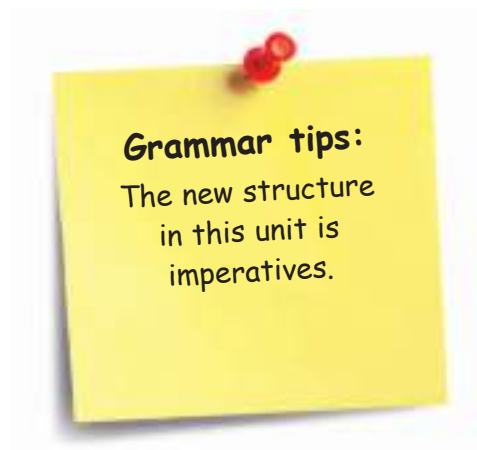 Grammar tips:
The new structure
in this unit is
imperatives.